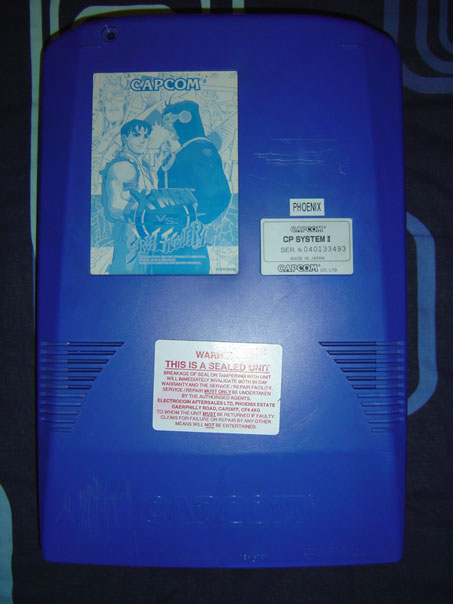 CAPCOM
X-MEN
VS.
STREET FIGHTER
PHOENIX
CAPCOM
CP SYSTEM II
SER. № 040133493
MADE IN JAPAN
CAPCOM CO., LTD.
WARN
THIS IS A SEALED UNIT
BREAKAGE OF SEAL OR TAMPERING WITH UNIT
WILL IMMEDIATELY INVALIDATE BOTH 90 DAY
WARRANTY AND THE SERVICE / REPAIR FACILITY.
SERVICE / REPAIR MUST ONLY BE UNDERTAKEN
BY THE AUTHORISED AGENTS.
ELECTROCOIN AFTERSALES LTD, PHOENIX ESTATE
CAERPHILLY ROAD, CARDIFF, CF4 4XG
TO WHOM THE UNIT MUST BE RETURNED IF FAULTY.
CLAIMS FOR FAILURE OR REPAIR BY ANY OTHER
MEANS WILL NOT BE ENTERTAINED.
CAPCOM